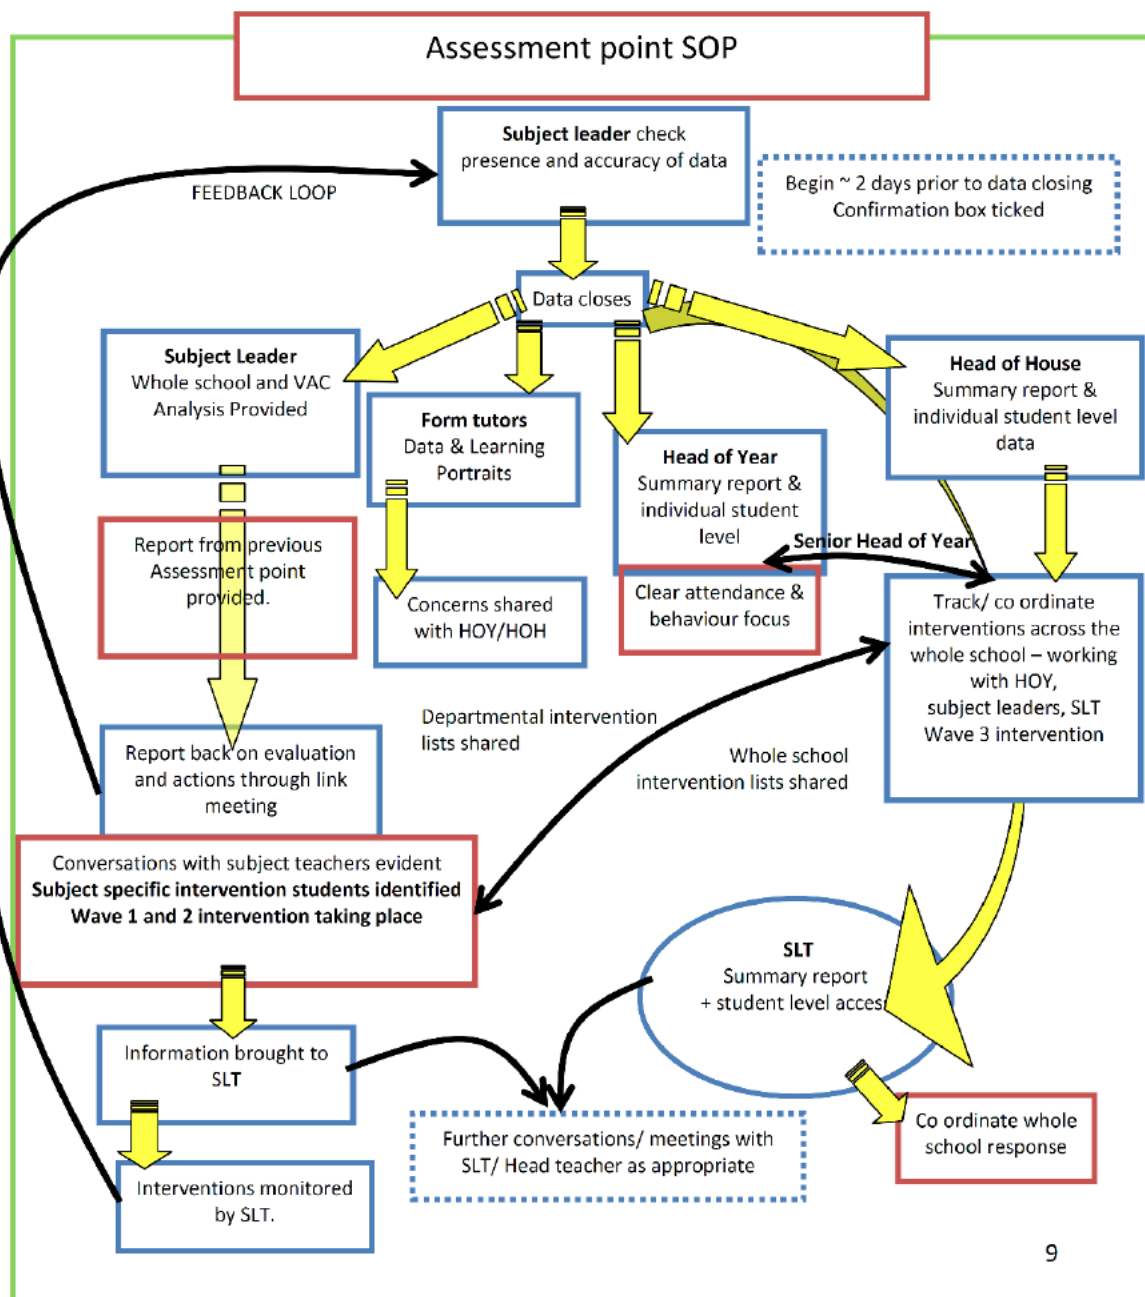 Assessment point SOP
Subject leader check
presence and accuracy of data
Begin ~ 2 days prior to data closing
Confirmation box ticked
FEEDBACK LOOP
Data closes
Subject Leader
Whole school and VAC
Analysis Provided
Form tutors
Data & Learning
Portraits
Head of Year
Summary report &
individual student
level
Head of House
Summary report &
individual student level
data
Report from previous
Assessment point
provided.
Concerns shared
with HOY/HOH
Clear attendance &
behaviour focus
Senior Head of Year
Track/ co ordinate
interventions across the
whole school – working
with HOY,
subject leaders, SLT
Wave 3 intervention
Departmental intervention
lists shared
Whole school
intervention lists shared
Report back on evaluation
and actions through link
meeting
Conversations with subject teachers evident
Subject specific intervention students identified
Wave 1 and 2 intervention taking place
SLT
Summary report
+ student level access
Information brought to
SLT
Further conversations/ meetings with
SLT/ Head teacher as appropriate
Co ordinate whole
school response
Interventions monitored
by SLT.
9